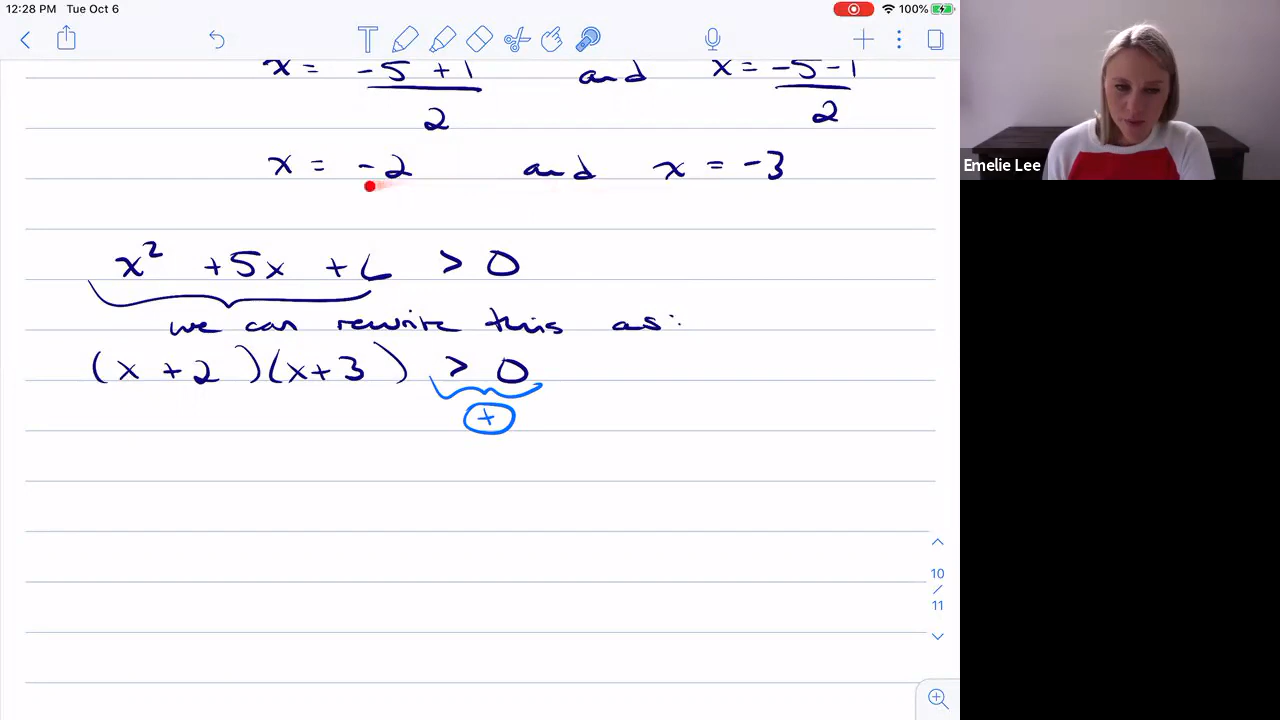 12:28 PM Tue Oct 6 100%
x = -5 + 1 / 2 and x = -5 - 1 / 2
x = -2 and x = -3
Emelie Lee
x² + 5x + 6 > 0
we can rewrite this as:
(x + 2)(x + 3) > 0
+
10
/
11